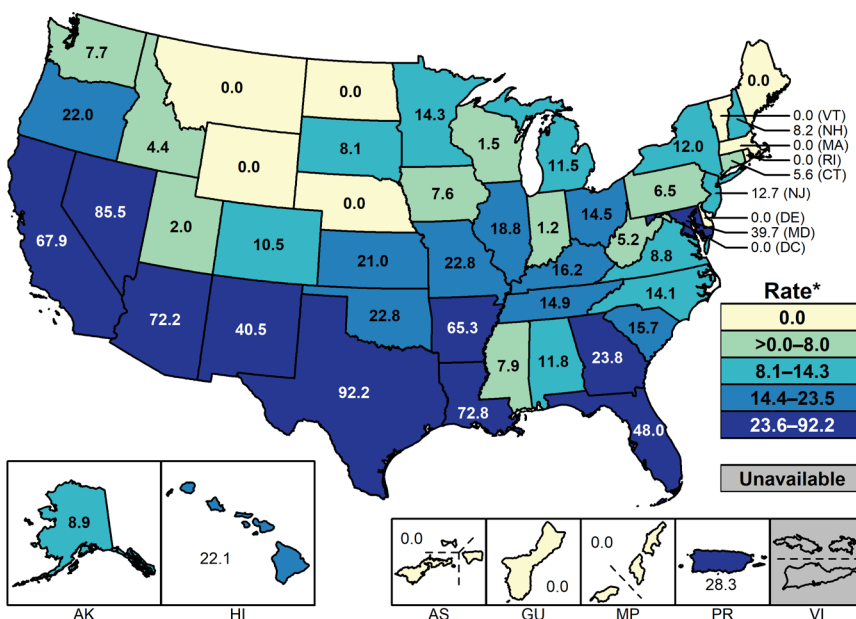 7.7
0.0
0.0
14.3
0.0
22.0
4.4
8.1
1.5
11.5
12.0
0.0 (VT)
8.2 (NH)
0.0 (MA)
0.0 (RI)
5.6 (CT)
12.7 (NJ)
0.0 (DE)
39.7 (MD)
0.0 (DC)
0.0
0.0
7.6
6.5
67.9
85.5
2.0
10.5
18.8
1.2
14.5
5.2
8.8
21.0
22.8
16.2
14.1
14.9
72.2
40.5
22.8
65.3
15.7
7.9
11.8
23.8
92.2
72.8
48.0
Rate*
0.0
>0.0–8.0
8.1–14.3
14.4–23.5
23.6–92.2
Unavailable
8.9
22.1
AK
HI
0.0
0.0
0.0
28.3
AS
GU
MP
PR
VI